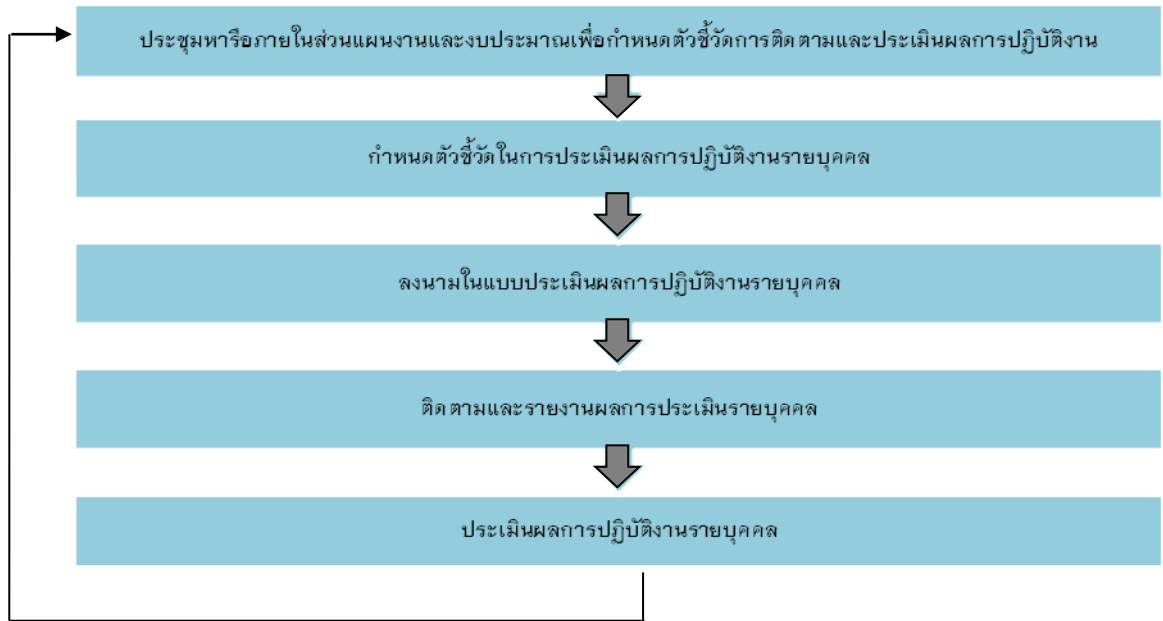 ประชุมหารือภายในส่วนแผนงานและงบประมาณเพื่อกำหนดตัวชี้วัดการติดตามและประเมินผลการปฏิบัติงาน
กำหนดตัวชี้วัดในการประเมินผลการปฏิบัติงานรายบุคคล
ลงนามในแบบประเมินผลการปฏิบัติงานรายบุคคล
ติดตามและรายงานผลการประเมินรายบุคคล
ประเมินผลการปฏิบัติงานรายบุคคล